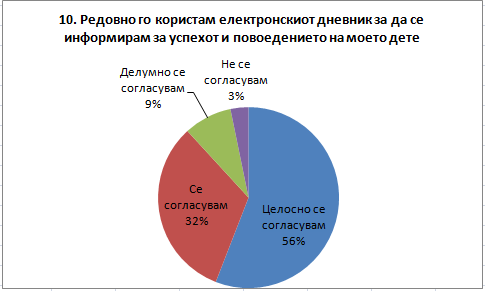 10. Редовно го користам електронскиот дневник за да се
информирам за успехот и повоедението на моето дете
Делумно се
согласувам
9%
Не се
согласувам
3%
Се
согласувам
32%
Целосно се
согласувам
56%